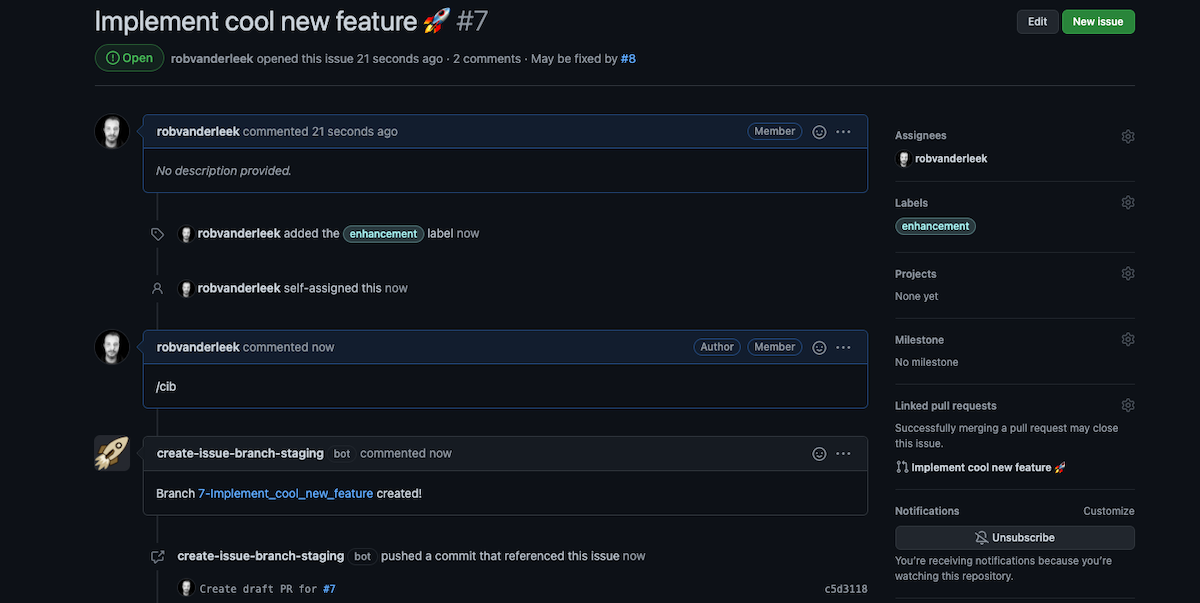 Implement cool new feature 🚀 #7
Edit
New issue
Open
robvanderleek opened this issue 21 seconds ago · 2 comments · May be fixed by #8
robvanderleek commented 21 seconds ago
Member
No description provided.
robvanderleek added the enhancement label now
robvanderleek self-assigned this now
robvanderleek commented now
Author
Member
/cib
create-issue-branch-staging bot commented now
Branch 7-Implement_cool_new_feature created!
create-issue-branch-staging bot pushed a commit that referenced this issue now
Create draft PR for #7
c5d3118
Assignees
robvanderleek
Labels
enhancement
Projects
None yet
Milestone
No milestone
Linked pull requests
Successfully merging a pull request may close
this issue.
Implement cool new feature 🚀
Notifications
Customize
Unsubscribe
You're receiving notifications because you're
watching this repository.